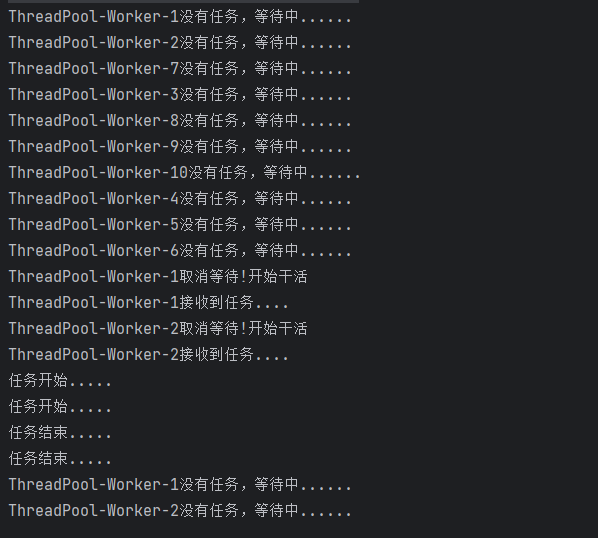 ThreadPool-Worker-1没有任务，等待中......
ThreadPool-Worker-2没有任务，等待中......
ThreadPool-Worker-7没有任务，等待中......
ThreadPool-Worker-3没有任务，等待中......
ThreadPool-Worker-8没有任务，等待中......
ThreadPool-Worker-9没有任务，等待中......
ThreadPool-Worker-10没有任务，等待中......
ThreadPool-Worker-4没有任务，等待中......
ThreadPool-Worker-5没有任务，等待中......
ThreadPool-Worker-6没有任务，等待中......
ThreadPool-Worker-1取消等待!开始干活
ThreadPool-Worker-1接收到任务....
ThreadPool-Worker-2取消等待!开始干活
ThreadPool-Worker-2接收到任务....
任务开始.....
任务开始.....
任务结束.....
任务结束.....
ThreadPool-Worker-1没有任务，等待中......
ThreadPool-Worker-2没有任务，等待中......